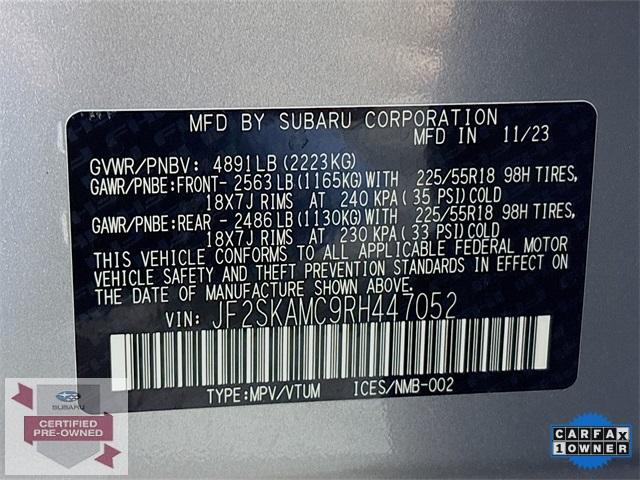 MFD BY SUBARU CORPORATION
MFD IN 11/23
GVWR/PNBV: 4891LB(2223KG)
GAWR/PNBE:FRONT- 2563LB(1165KG)WITH 225/55R18 98H TIRES,
18X7J RIMS AT 240 KPA(35 PSI)COLD
GAWR/PNBE:REAR - 2486LB(1130KG)WITH 225/55R18 98H TIRES,
18X7J RIMS AT 230 KPA(33 PSI)COLD
THIS VEHICLE CONFORMS TO ALL APPLICABLE FEDERAL MOTOR
VEHICLE SAFETY AND THEFT PREVENTION STANDARDS IN EFFECT ON
THE DATE OF MANUFACTURE SHOWN ABOVE.
VIN: JF2SKAMC9RH447052
TYPE:MPV/VTUM ICES/NMB-002
SUBARU
CERTIFIED
PRE-OWNED
CARFAX
1 OWNER